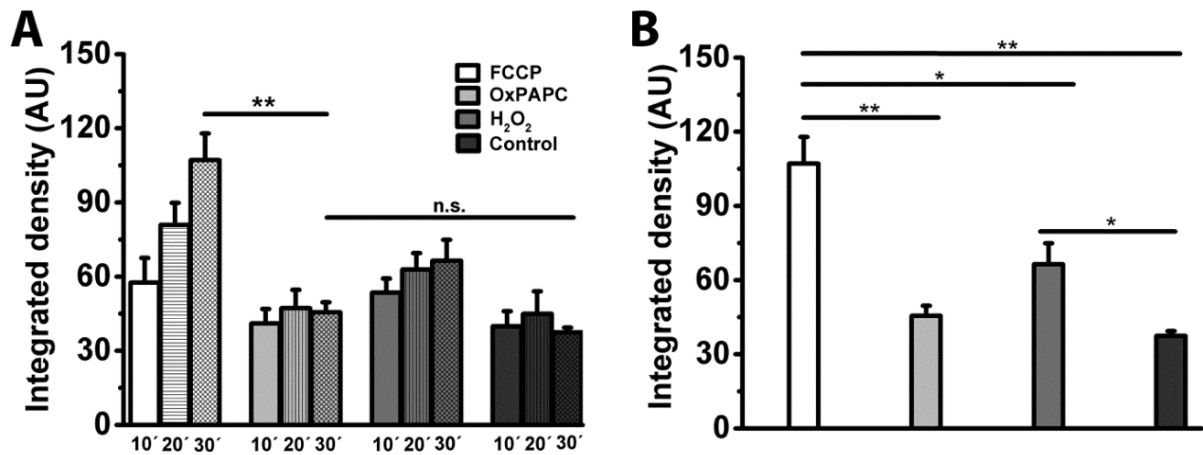 A
Integrated density (AU)
150
120
90
60
30
0
**
n.s.
FCCP
OxPAPC
H₂O₂
Control
10´ 20´ 30´ 10´ 20´ 30´ 10´ 20´ 30´ 10´ 20´ 30´
B
Integrated density (AU)
150
120
90
60
30
0
**
*
**
*